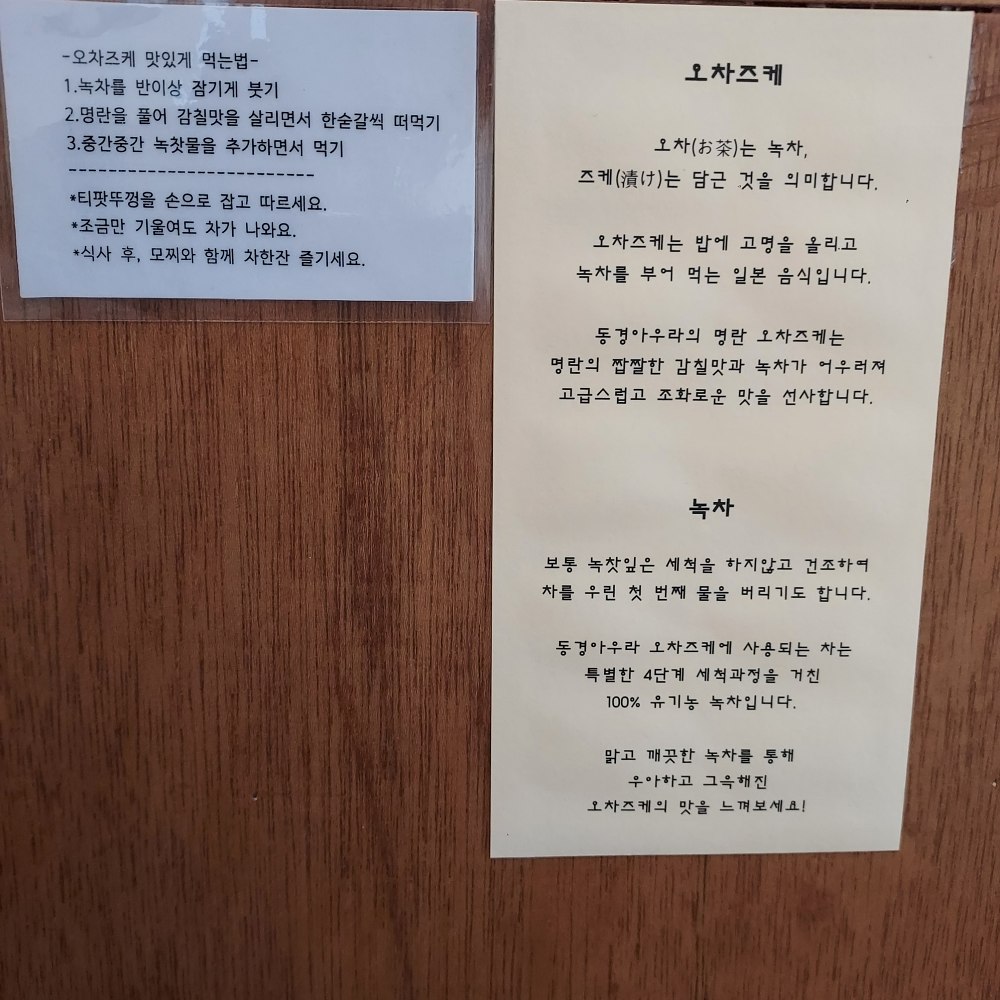 -오차즈케 맛있게 먹는법-
1.녹차를 반이상 잠기게 붓기
2.명란을 풀어 감칠맛을 살리면서 한숟갈씩 떠먹기
3.중간중간 녹찻물을 추가하면서 먹기
-------------------------
*티팟뚜껑을 손으로 잡고 따르세요.
*조금만 기울여도 차가 나와요.
*식사 후, 모찌와 함께 차한잔 즐기세요.
오차즈케
오차(お茶)는 녹차,
즈케(漬け)는 담근 것을 의미합니다.
오차즈케는 밥에 고명을 올리고
녹차를 부어 먹는 일본 음식입니다.
동경아우라의 명란 오차즈케는
명란의 짭짤한 감칠맛과 녹차가 어우러져
고급스럽고 조화로운 맛을 선사합니다.
녹차
보통 녹찻잎은 세척을 하지않고 건조하여
차를 우린 첫 번째 물을 버리기도 합니다.
동경아우라 오차즈케에 사용되는 차는
특별한 4단계 세척과정을 거친
100% 유기농 녹차입니다.
맑고 깨끗한 녹차를 통해
우아하고 그윽해진
오차즈케의 맛을 느껴보세요!